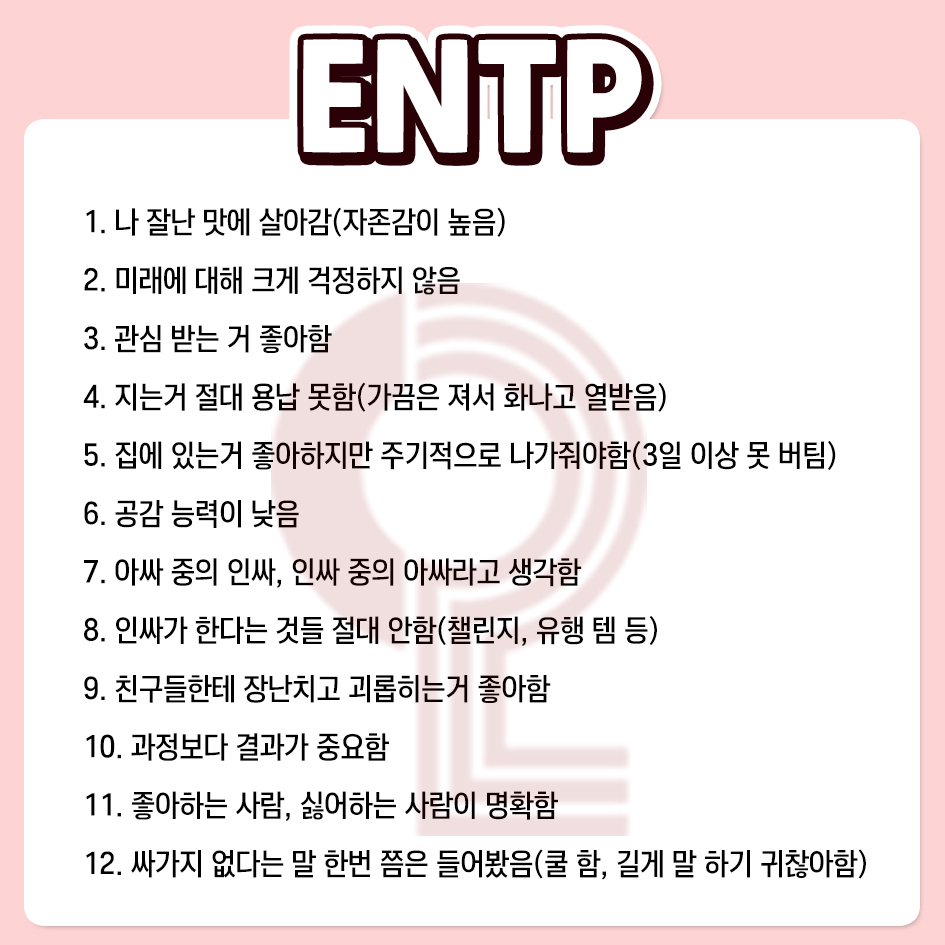 ENTP
1. 나 잘난 맛에 살아감(자존감이 높음)
2. 미래에 대해 크게 걱정하지 않음
3. 관심 받는 거 좋아함
4. 지는거 절대 용납 못함(가끔은 져서 화나고 열받음)
5. 집에 있는거 좋아하지만 주기적으로 나가줘야함(3일 이상 못 버팀)
6. 공감 능력이 낮음
7. 아싸 중의 인싸, 인싸 중의 아싸라고 생각함
8. 인싸가 한다는 것들 절대 안함(챌린지, 유행 템 등)
9. 친구들한테 장난치고 괴롭히는거 좋아함
10. 과정보다 결과가 중요함
11. 좋아하는 사람, 싫어하는 사람이 명확함
12. 싸가지 없다는 말 한번 쯤은 들어봤음(쿨 함, 길게 말 하기 귀찮아함)